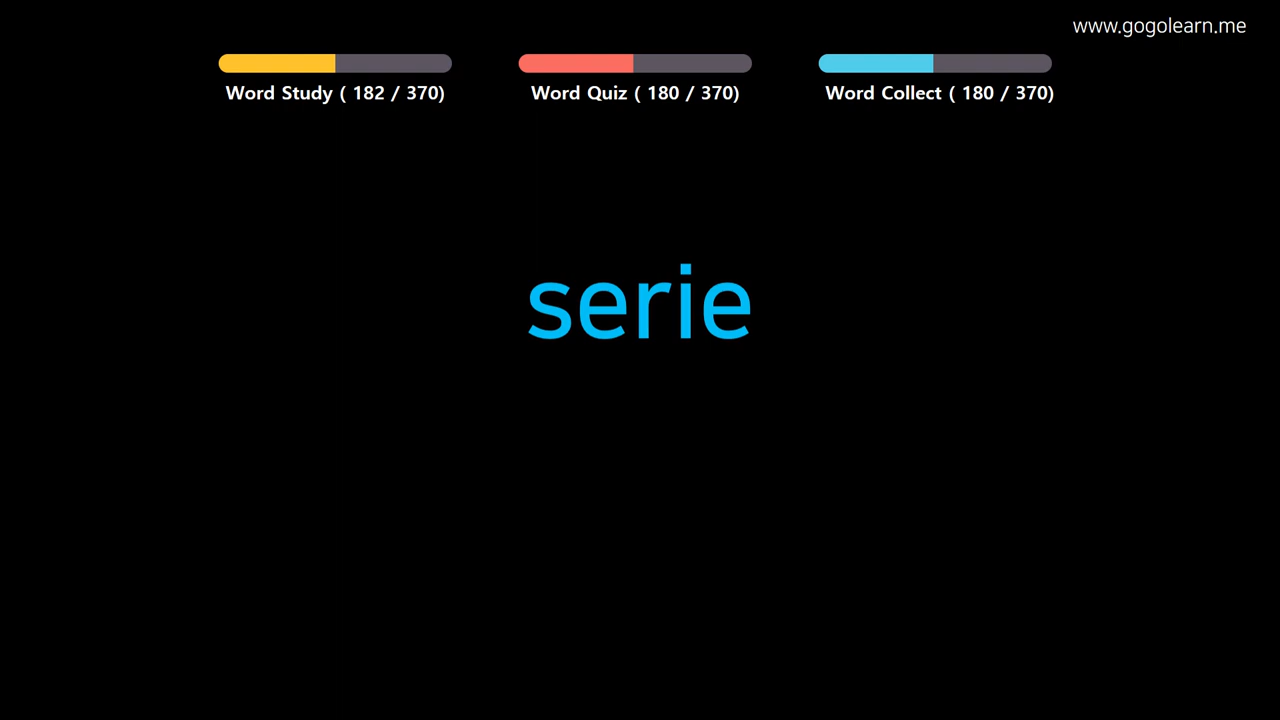 www.gogolearn.me
Word Study ( 182 / 370)
Word Quiz ( 180 / 370)
Word Collect ( 180 / 370)
serie